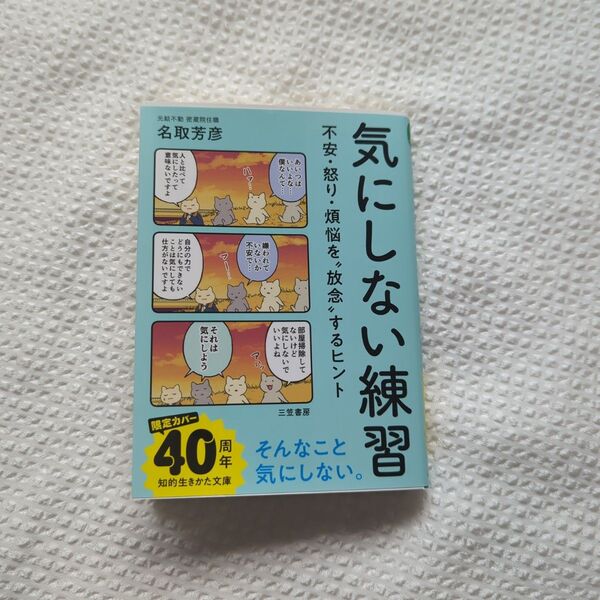 気にしない練習
不安・怒り・煩悩を〝放念〟するヒント
元結不動 密蔵院住職
名取芳彦
あいつは
いいよな…
僕なんて…
ハァ…
人と比べて
気にしたって
意味ないですよ
嫌われて
いないか
不安で…
自分の力で
どうにもできない
ことは気にしても
仕方がないですよ
部屋掃除して
ないけど
気にしないで
いいよね
それは
気にしよう
三笠書房
限定カバー
40周年
知的生きかた文庫
そんなこと
気にしない。